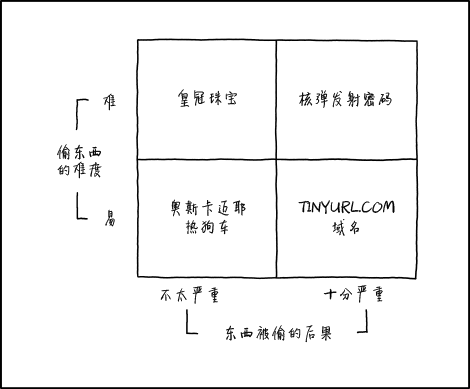 难
皇冠珠宝
核弹发射密码
偷东西
的难度
易
奥斯卡迈耶
热狗车
TINYURL.COM
域名
不太严重
十分严重
东西被偷的后果